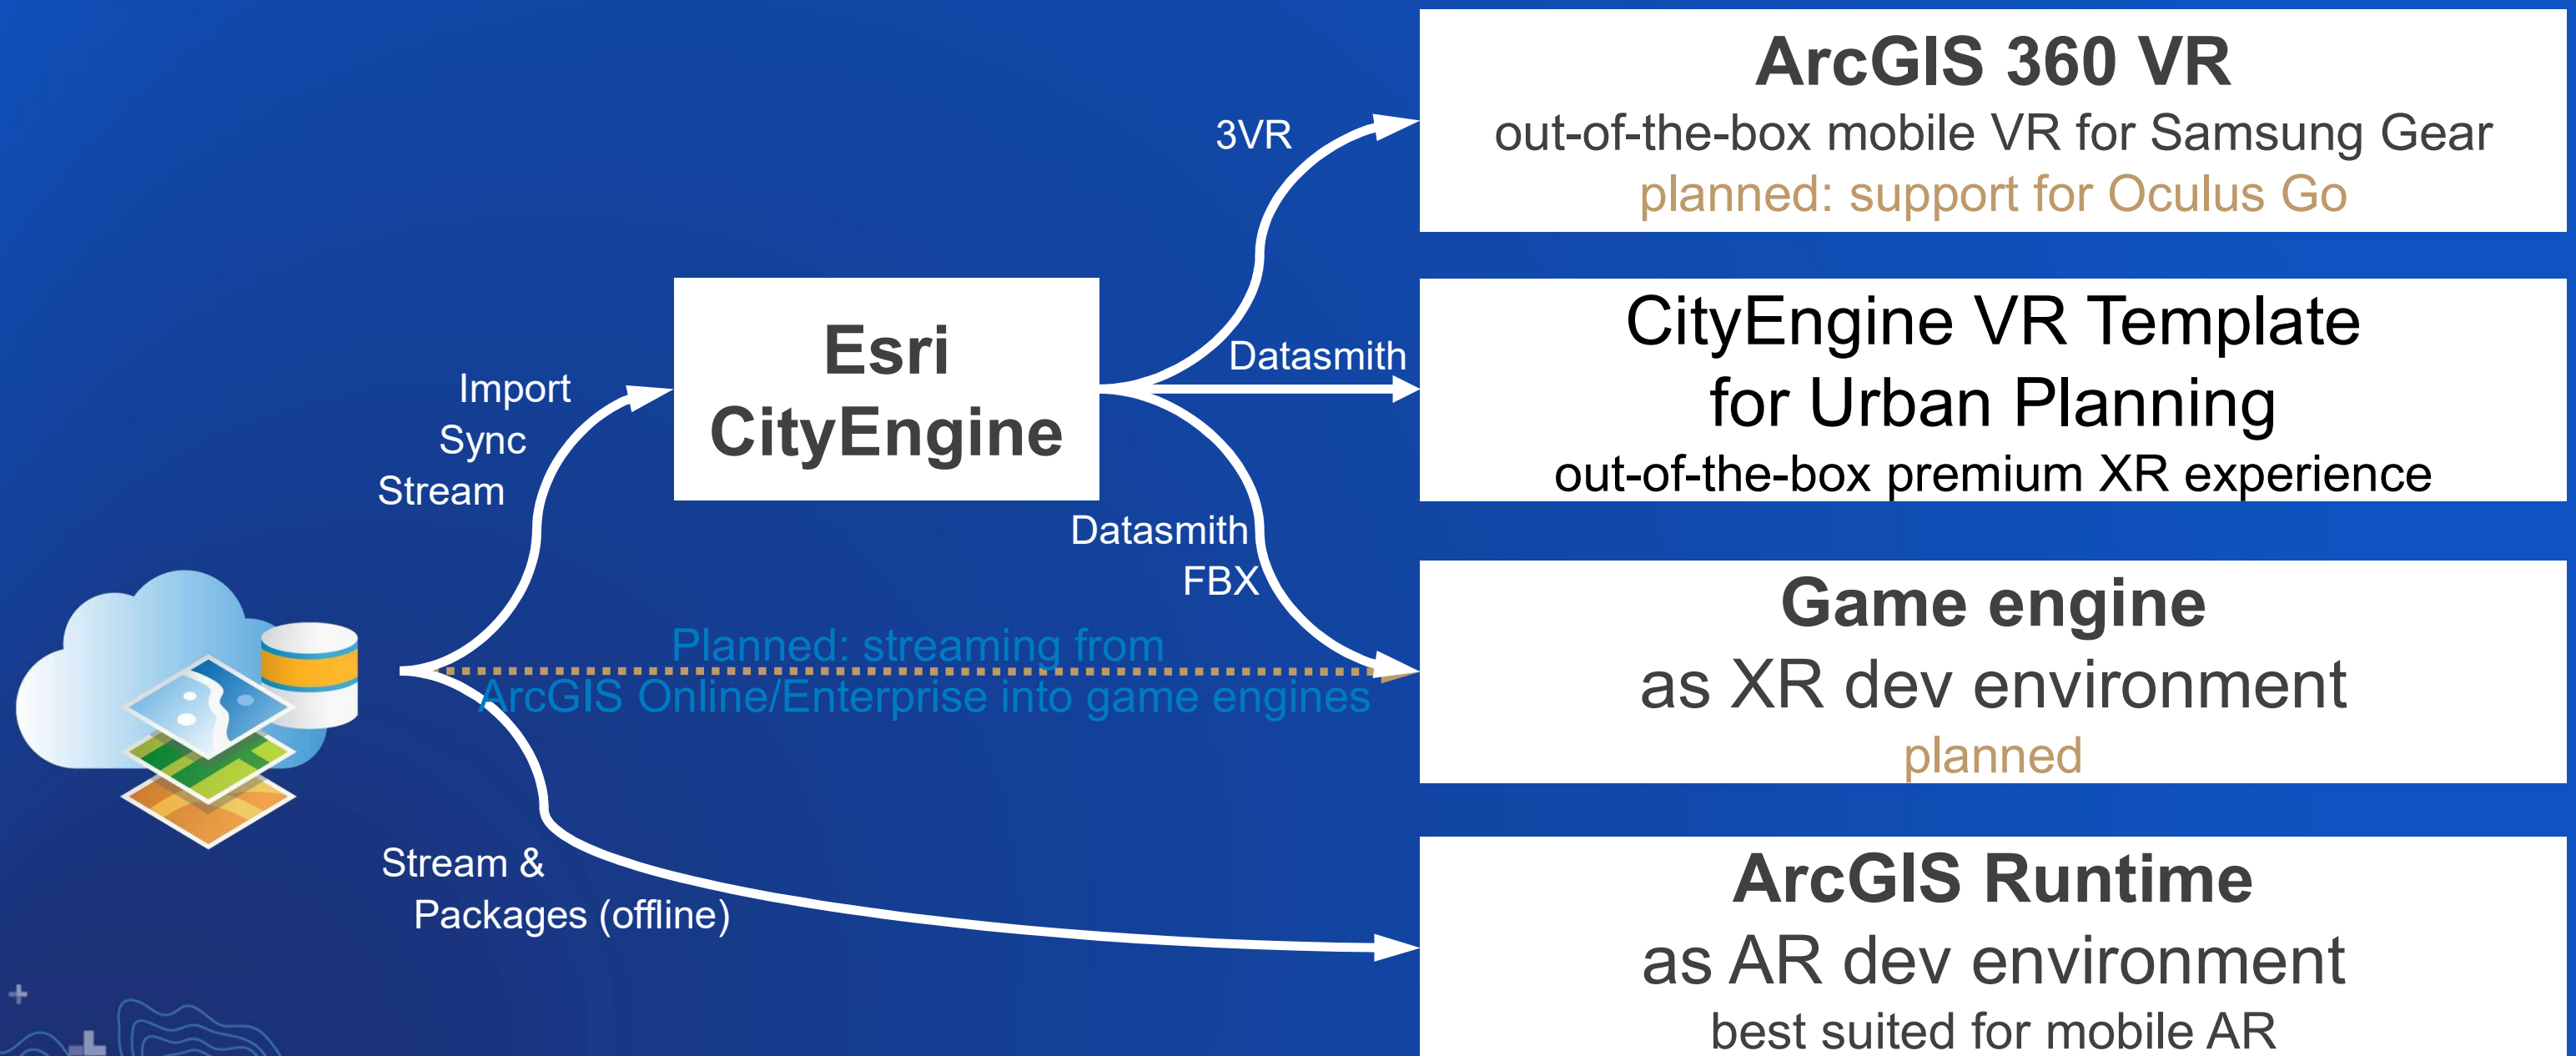 ArcGIS 360 VR
out-of-the-box mobile VR for Samsung Gear
planned: support for Oculus Go
3VR
Esri
CityEngine
Import
Sync
Stream
Datasmith
CityEngine VR Template
for Urban Planning
out-of-the-box premium XR experience
Datasmith
FBX
Planned: streaming from
ArcGIS Online/Enterprise into game engines
Game engine
as XR dev environment
planned
Stream &
Packages (offline)
ArcGIS Runtime
as AR dev environment
best suited for mobile AR